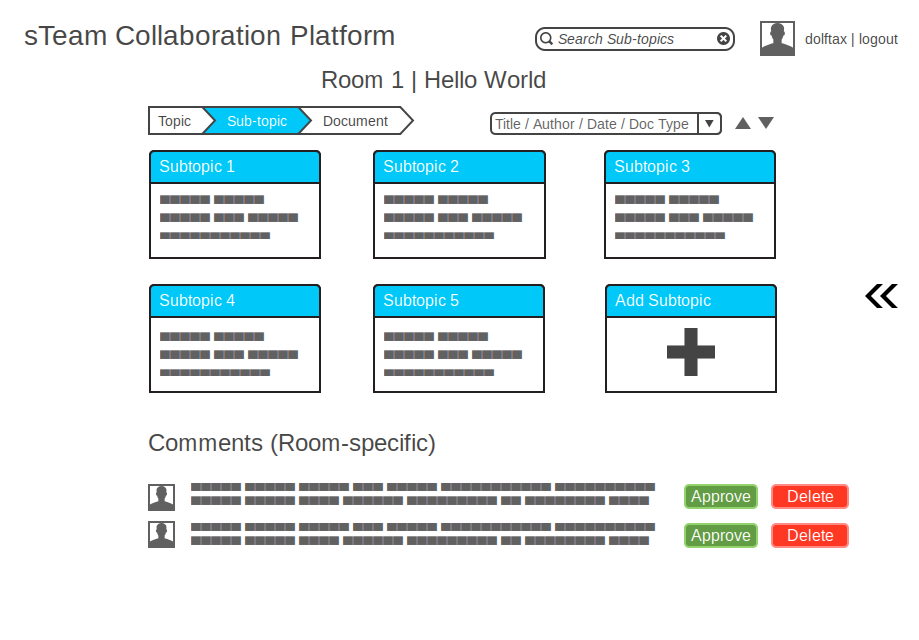 sTeam Collaboration Platform
Search Sub-topics
dolftax | logout
Room 1 | Hello World
Topic
Sub-topic
Document
Title / Author / Date / Doc Type
Subtopic 1
Subtopic 2
Subtopic 3
Subtopic 4
Subtopic 5
Add Subtopic
Comments (Room-specific)
Approve
Delete
Approve
Delete